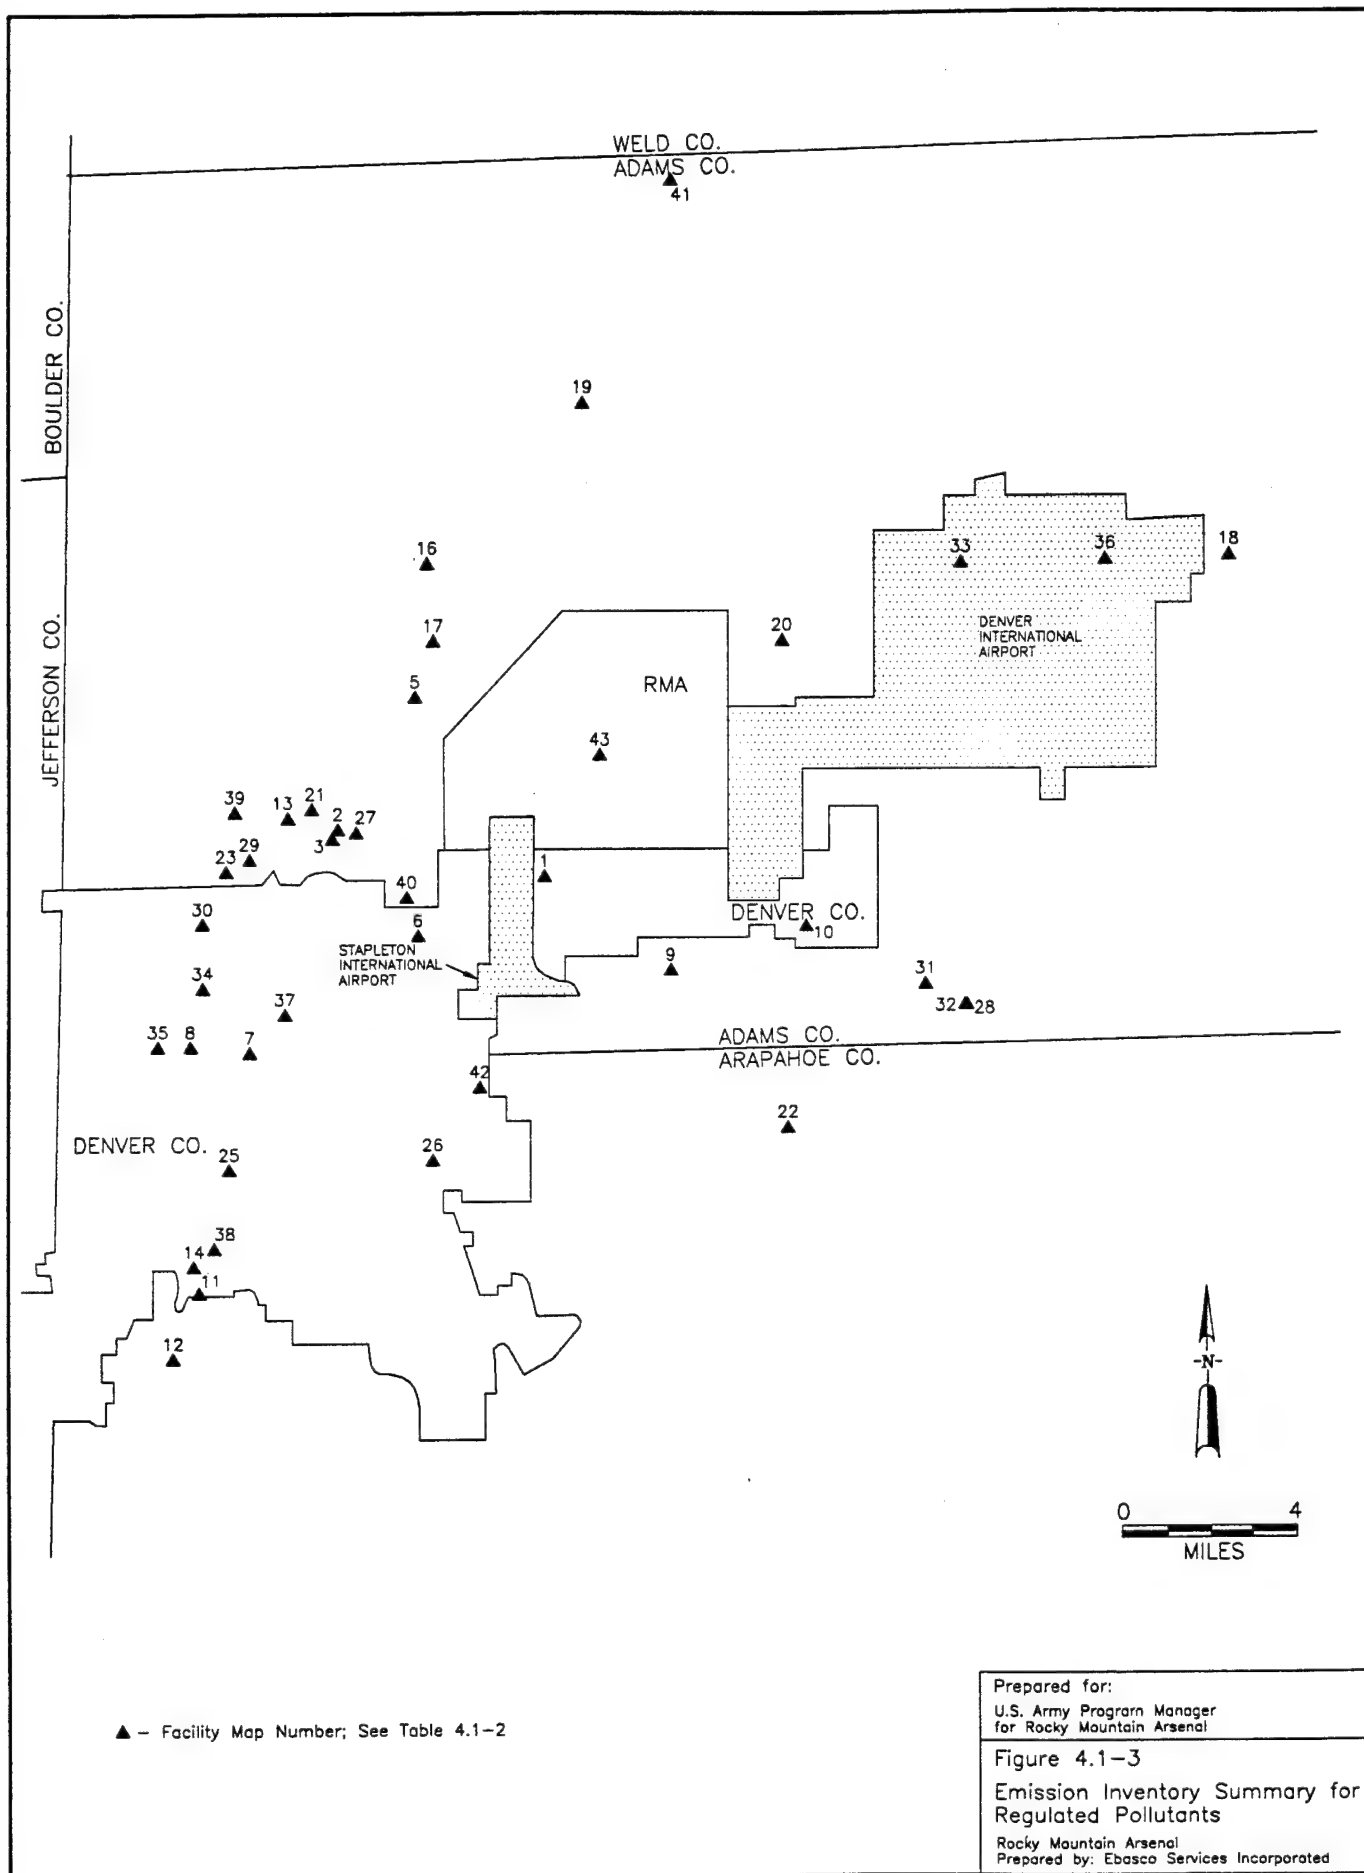 WELD CO.
ADAMS CO.
41
BOULDER CO.
19
16
33
36
18
17
20
DENVER
INTERNATIONAL
AIRPORT
JEFFERSON CO.
5
RMA
43
39
13
21
2
27
3
29
23
1
40
30
6
DENVER CO.
10
STAPLETON
INTERNATIONAL
AIRPORT
9
31
34
32
28
37
35
8
7
ADAMS CO.
ARAPAHOE CO.
42
22
DENVER CO.
25
26
38
14
11
12
-N-
0
4
MILES
▲ – Facility Map Number; See Table 4.1–2
Prepared for:
U.S. Army Program Manager
for Rocky Mountain Arsenal
Figure 4.1–3
Emission Inventory Summary for
Regulated Pollutants
Rocky Mountain Arsenal
Prepared by: Ebasco Services Incorporated